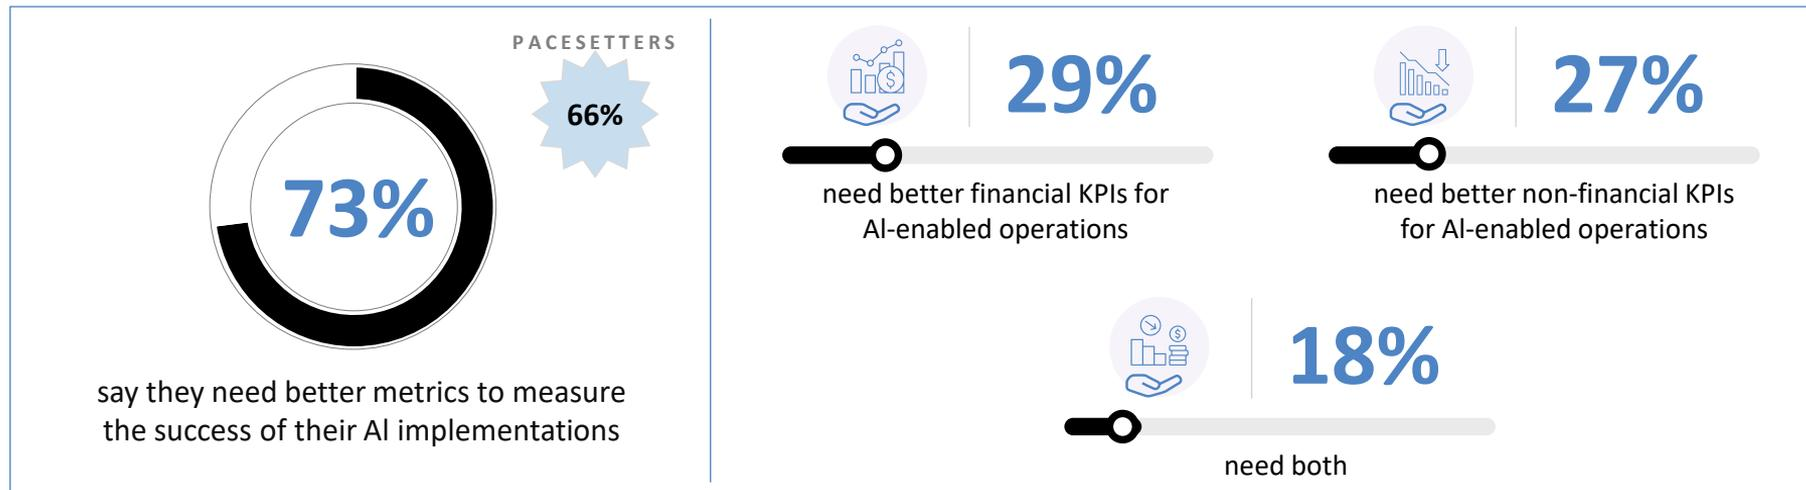 PACESETTERS
66%
73%
say they need better metrics to measure
the success of their AI implementations
29%
need better financial KPIs for
AI-enabled operations
27%
need better non-financial KPIs
for AI-enabled operations
$
18%
$
need both